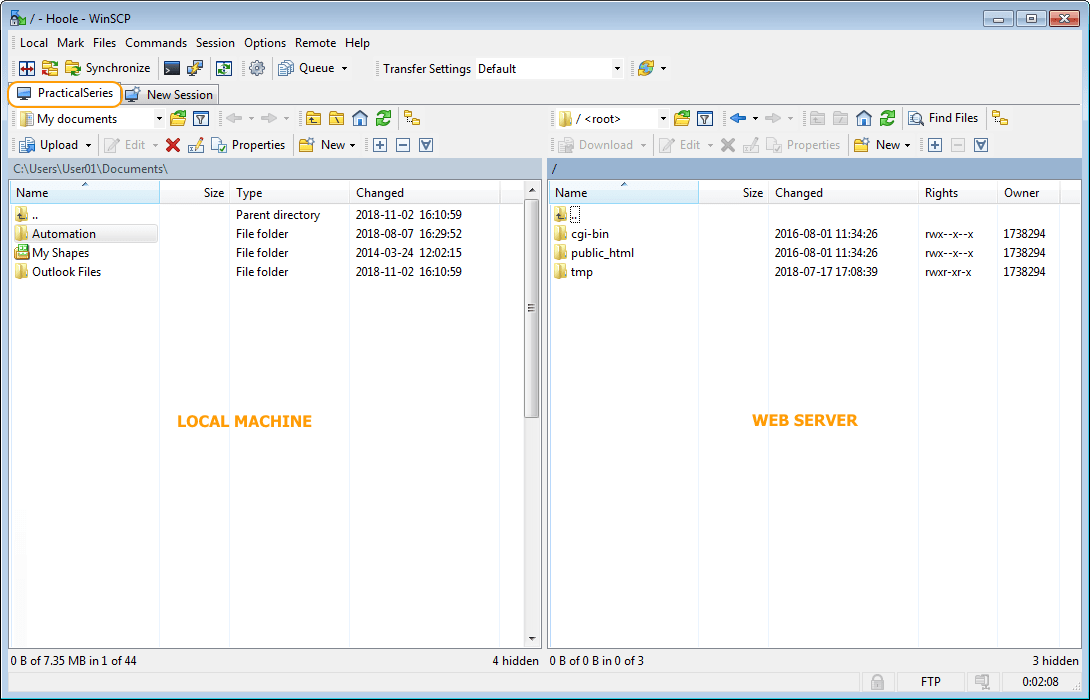 / - Hoole - WinSCP
Local Mark Files Commands Session Options Remote Help
Synchronize Queue Transfer Settings Default
PracticalSeries New Session
My documents
Upload Edit Properties New
C:\Users\User01\Documents\
Name Size Type Changed
.. Parent directory 2018-11-02 16:10:59
Automation File folder 2018-08-07 16:29:52
My Shapes File folder 2014-03-24 12:02:15
Outlook Files File folder 2018-11-02 16:10:59
LOCAL MACHINE
0 B of 7.35 MB in 1 of 44 4 hidden
/ <root> Find Files
Download Edit Properties New
/
Name Size Changed Rights Owner
..
cgi-bin 2016-08-01 11:34:26 rwx--x--x 1738294
public_html 2016-08-01 11:34:26 rwx--x--x 1738294
tmp 2018-07-17 17:08:39 rwxr-xr-x 1738294
WEB SERVER
0 B of 0 B in 0 of 3 3 hidden
FTP 0:02:08